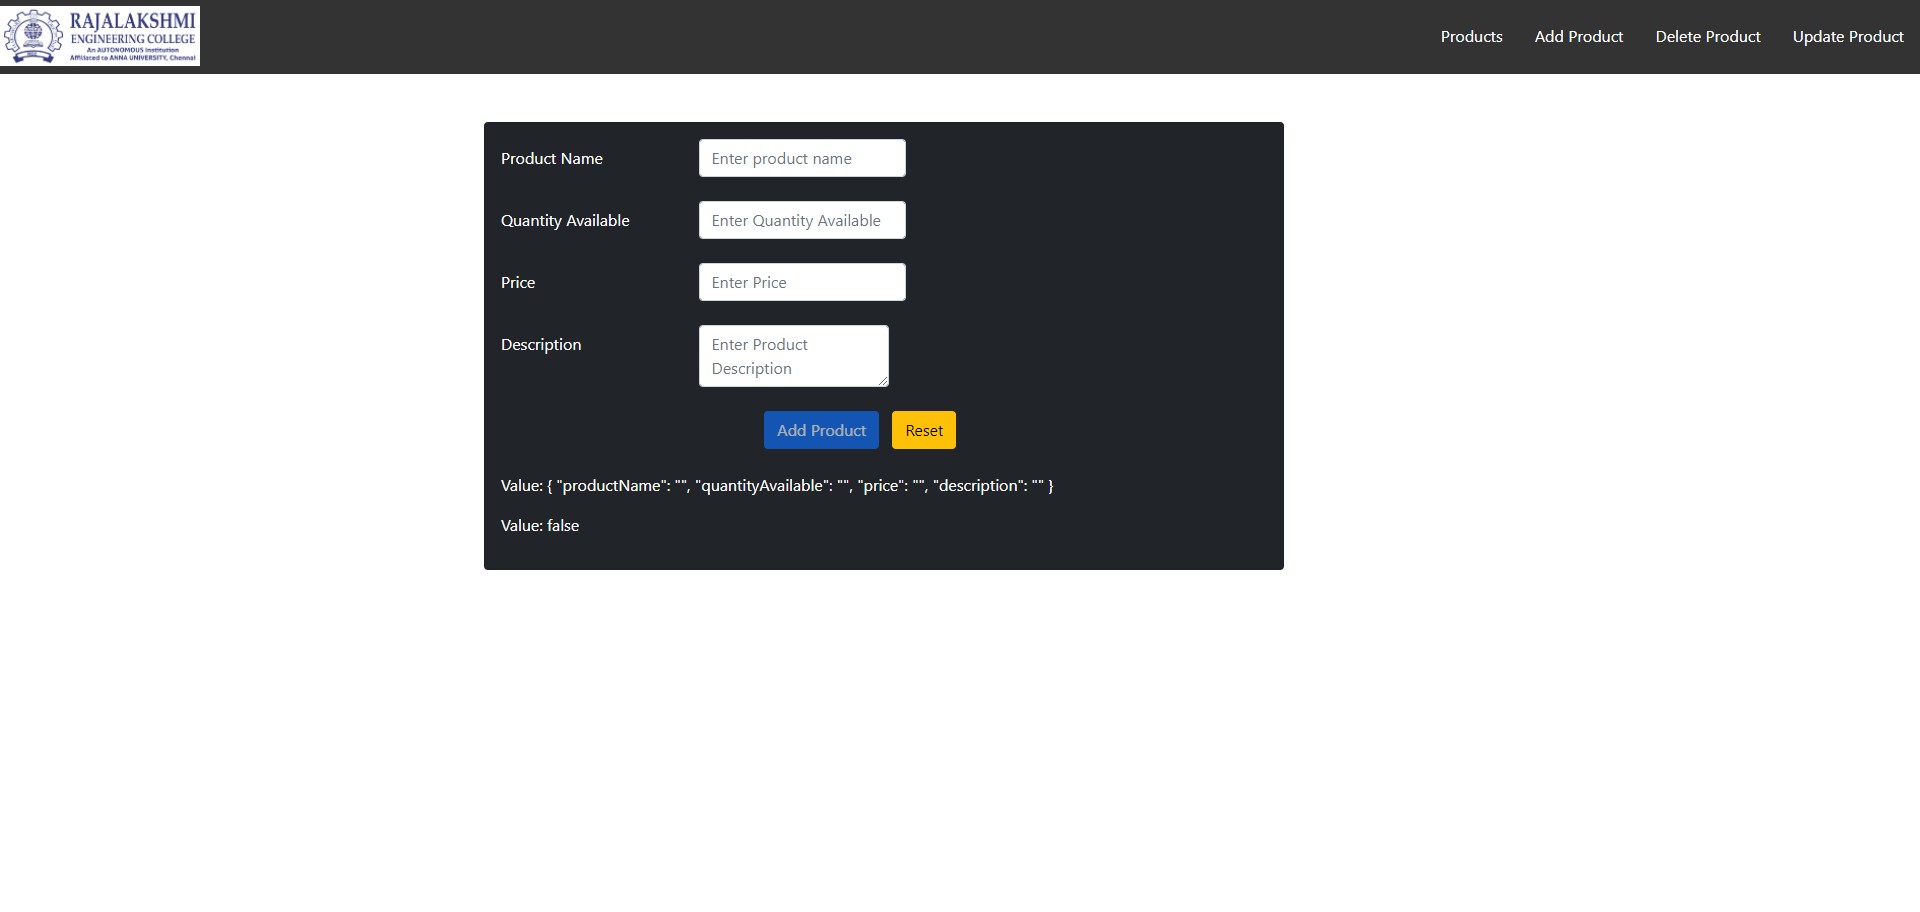 RAJALAKSHMI
ENGINEERING COLLEGE
An AUTONOMOUS Institution
Affiliated to ANNA UNIVERSITY, Chennai
Products Add Product Delete Product Update Product
Product Name Enter product name
Quantity Available Enter Quantity Available
Price Enter Price
Description Enter Product
Description
Add Product Reset
Value: { "productName": "", "quantityAvailable": "", "price": "", "description": "" }
Value: false